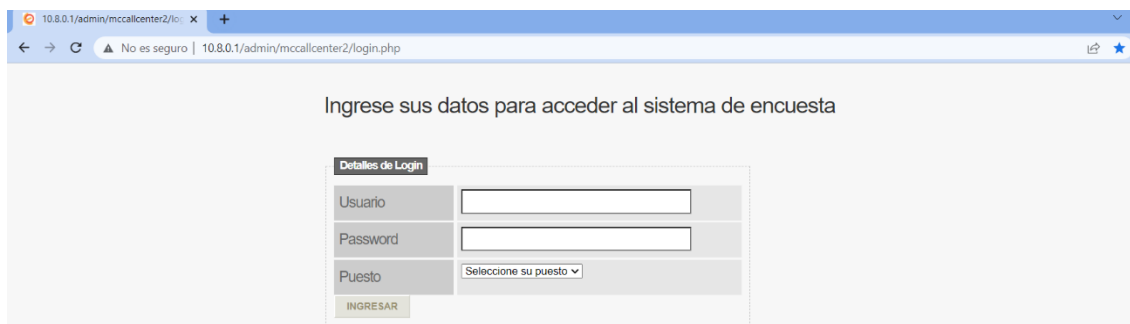 10.8.0.1/admin/mccallcenter2/lo
No es seguro | 10.8.0.1/admin/mccallcenter2/login.php
Ingrese sus datos para acceder al sistema de encuesta
Detalles de Login
Usuario
Password
Puesto Seleccione su puesto
INGRESAR